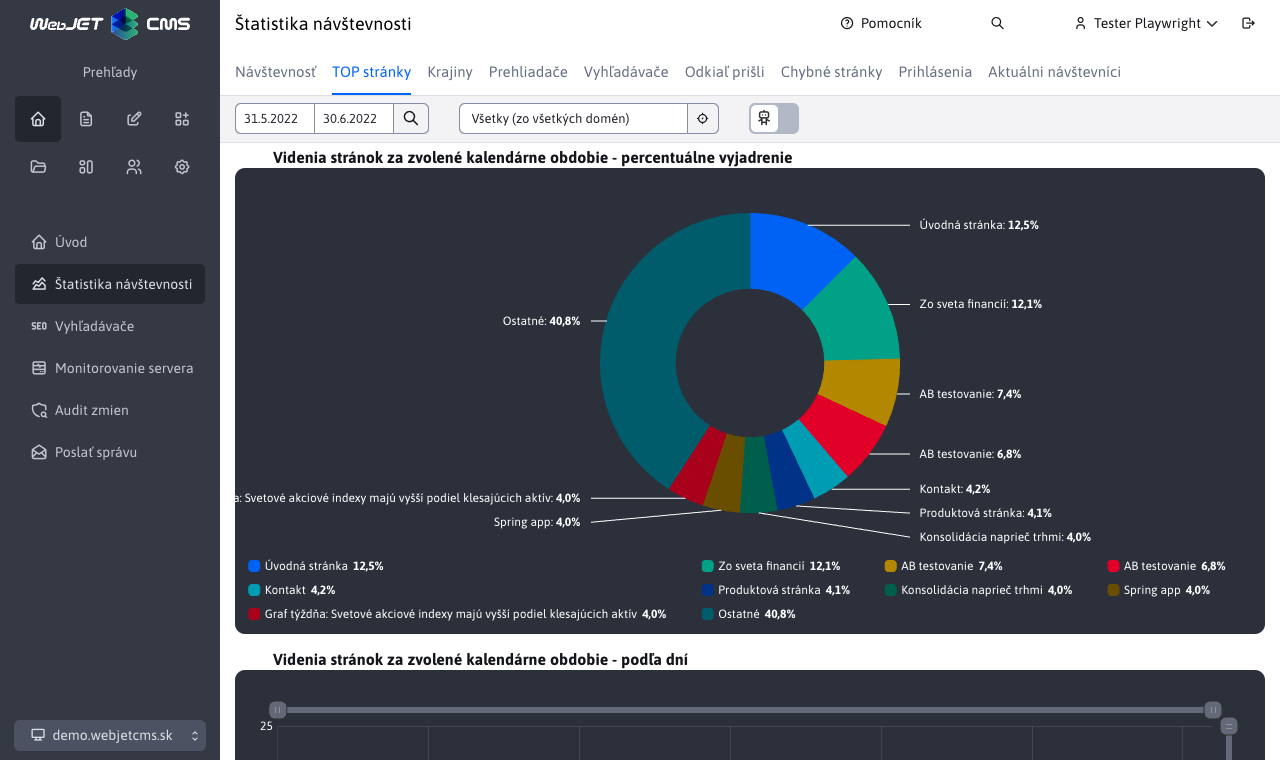 WebJET CMS
Štatistika návštevnosti
Pomocník
Tester Playwright
Prehľady
Návštevnosť TOP stránky Krajiny Prehliadače Vyhľadávače Odkiaľ prišli Chybné stránky Prihlásenia Aktuálni návštevníci
31.5.2022 30.6.2022 Všetky (zo všetkých domén)
Úvod
Štatistika návštevnosti
SEO Vyhľadávače
Monitorovanie servera
Audit zmien
Poslať správu
demo.webjetcms.sk
Videnia stránok za zvolené kalendárne obdobie - percentuálne vyjadrenie
Úvodná stránka: 12,5%
Zo sveta financií: 12,1%
Ostatné: 40,8%
AB testovanie: 7,4%
AB testovanie: 6,8%
Kontakt: 4,2%
a: Svetové akciové indexy majú vyšší podiel klesajúcich aktív: 4,0%
Produktová stránka: 4,1%
Spring app: 4,0%
Konsolidácia naprieč trhmi: 4,0%
Úvodná stránka 12,5% Zo sveta financií 12,1% AB testovanie 7,4% AB testovanie 6,8%
Kontakt 4,2% Produktová stránka 4,1% Konsolidácia naprieč trhmi 4,0% Spring app 4,0%
Graf týždňa: Svetové akciové indexy majú vyšší podiel klesajúcich aktív 4,0% Ostatné 40,8%
Videnia stránok za zvolené kalendárne obdobie - podľa dní
25